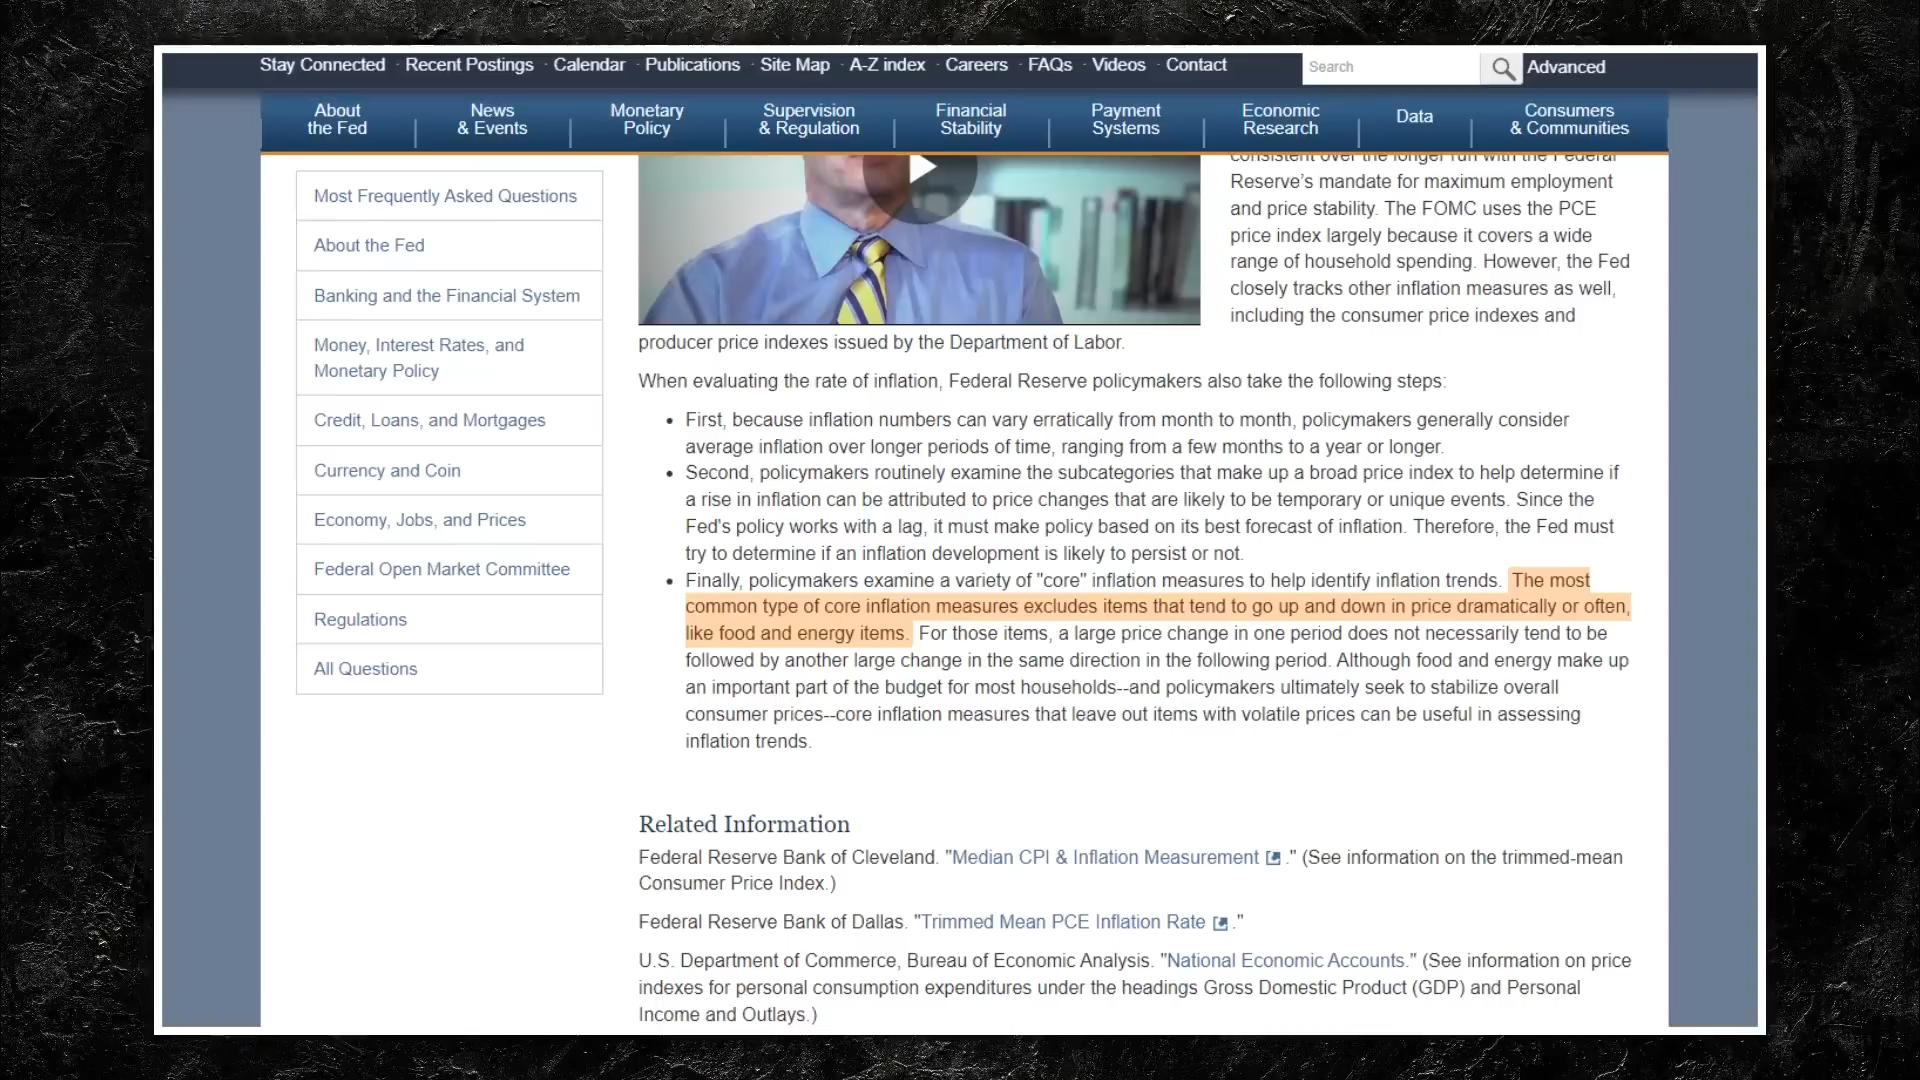 Stay Connected · Recent Postings · Calendar · Publications · Site Map · A-Z index · Careers · FAQs · Videos · Contact
Search
Advanced
About
the Fed
News
& Events
Monetary
Policy
Supervision
& Regulation
Financial
Stability
Payment
Systems
Economic
Research
Data
Consumers
& Communities
Most Frequently Asked Questions
About the Fed
Banking and the Financial System
Money, Interest Rates, and
Monetary Policy
Credit, Loans, and Mortgages
Currency and Coin
Economy, Jobs, and Prices
Federal Open Market Committee
Regulations
All Questions
consistent over the longer run with the Federal
Reserve's mandate for maximum employment
and price stability. The FOMC uses the PCE
price index largely because it covers a wide
range of household spending. However, the Fed
closely tracks other inflation measures as well,
including the consumer price indexes and
producer price indexes issued by the Department of Labor.
When evaluating the rate of inflation, Federal Reserve policymakers also take the following steps:
• First, because inflation numbers can vary erratically from month to month, policymakers generally consider
average inflation over longer periods of time, ranging from a few months to a year or longer.
• Second, policymakers routinely examine the subcategories that make up a broad price index to help determine if
a rise in inflation can be attributed to price changes that are likely to be temporary or unique events. Since the
Fed's policy works with a lag, it must make policy based on its best forecast of inflation. Therefore, the Fed must
try to determine if an inflation development is likely to persist or not.
• Finally, policymakers examine a variety of "core" inflation measures to help identify inflation trends. The most
common type of core inflation measures excludes items that tend to go up and down in price dramatically or often,
like food and energy items. For those items, a large price change in one period does not necessarily tend to be
followed by another large change in the same direction in the following period. Although food and energy make up
an important part of the budget for most households--and policymakers ultimately seek to stabilize overall
consumer prices--core inflation measures that leave out items with volatile prices can be useful in assessing
inflation trends.
Related Information
Federal Reserve Bank of Cleveland. "Median CPI & Inflation Measurement ." (See information on the trimmed-mean
Consumer Price Index.)
Federal Reserve Bank of Dallas. "Trimmed Mean PCE Inflation Rate ."
U.S. Department of Commerce, Bureau of Economic Analysis. "National Economic Accounts." (See information on price
indexes for personal consumption expenditures under the headings Gross Domestic Product (GDP) and Personal
Income and Outlays.)